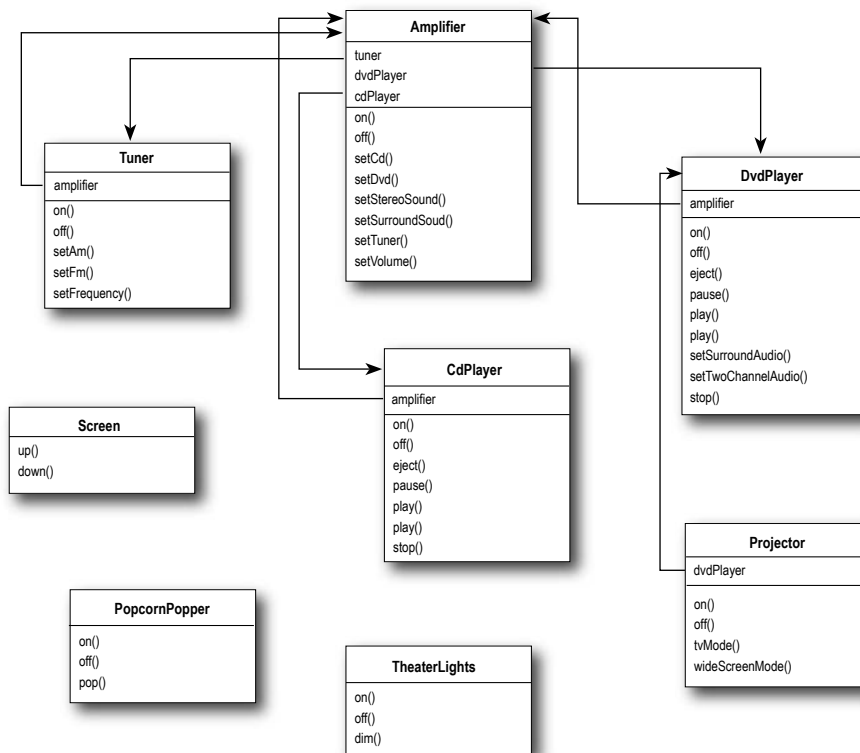 Amplifier
tuner
dvdPlayer
cdPlayer
on()
off()
setCd()
setDvd()
setStereoSound()
setSurroundSoud()
setTuner()
setVolume()
Tuner
amplifier
on()
off()
setAm()
setFm()
setFrequency()
DvdPlayer
amplifier
on()
off()
eject()
pause()
play()
play()
setSurroundAudio()
setTwoChannelAudio()
stop()
CdPlayer
amplifier
on()
off()
eject()
pause()
play()
play()
stop()
Screen
up()
down()
Projector
dvdPlayer
on()
off()
tvMode()
wideScreenMode()
PopcornPopper
on()
off()
pop()
TheaterLights
on()
off()
dim()